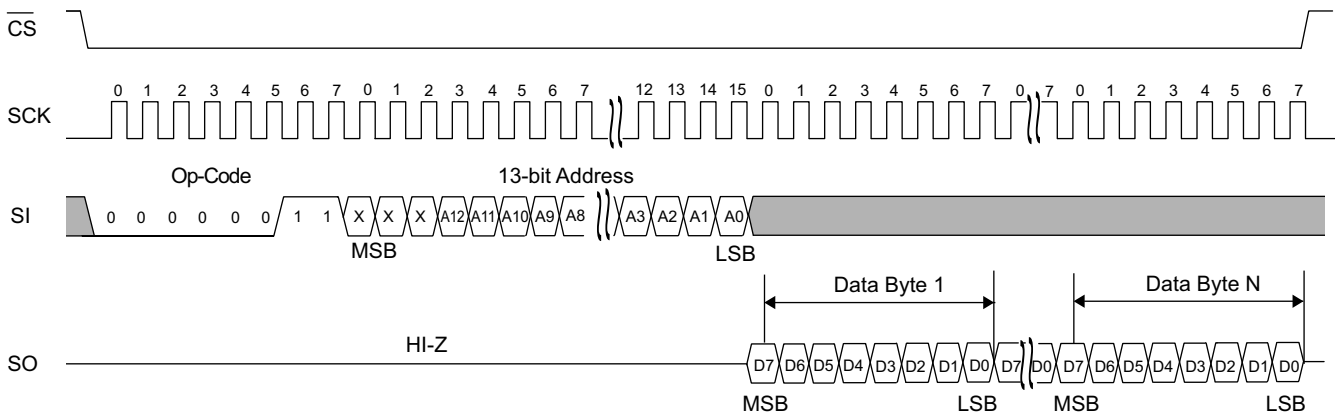 CS
0 1 2 3 4 5 6 7 0 1 2 3 4 5 6 7 12 13 14 15 0 1 2 3 4 5 6 7 0 7 0 1 2 3 4 5 6 7
SCK
Op-Code 13-bit Address
SI 0 0 0 0 0 0 1 1 X X X A12 A11 A10 A9 A8 A3 A2 A1 A0
MSB LSB
Data Byte 1 Data Byte N
HI-Z
SO D7 D6 D5 D4 D3 D2 D1 D0 D7 D0 D7 D6 D5 D4 D3 D2 D1 D0
MSB LSB MSB LSB